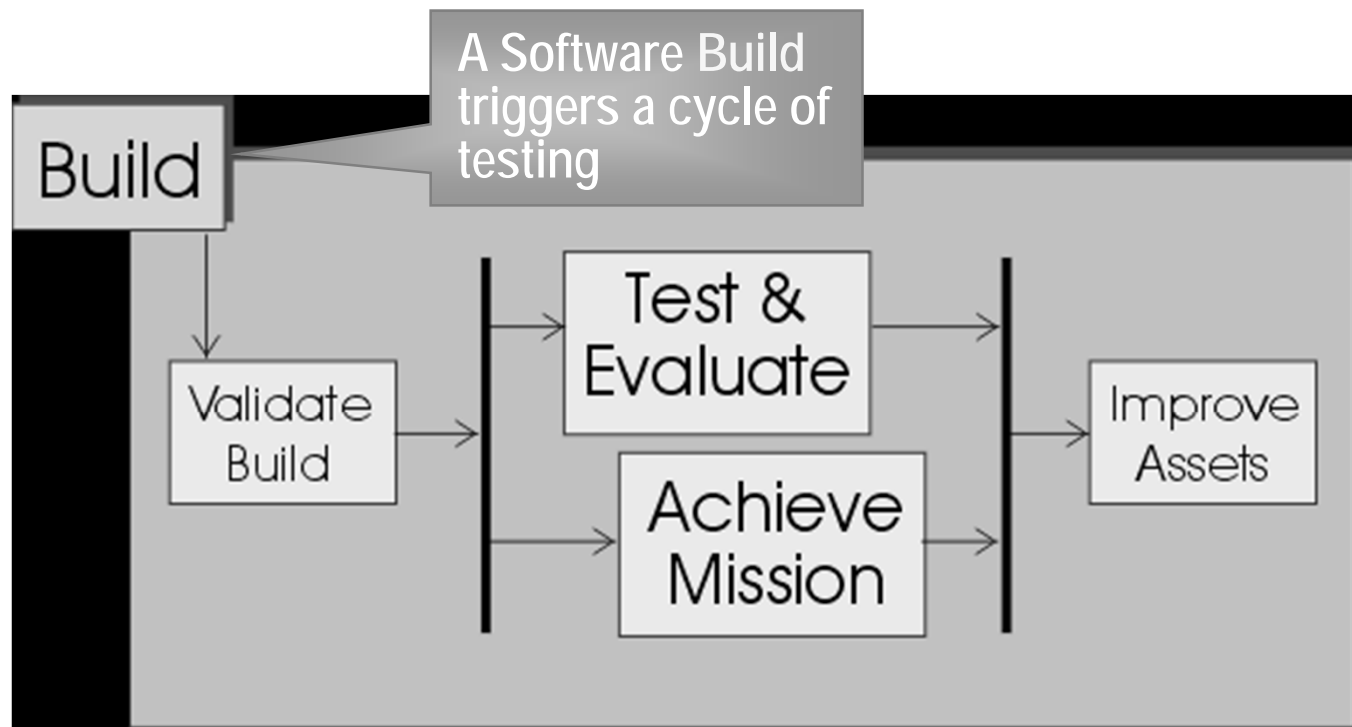 A Software Build
triggers a cycle of
testing
Build
Validate
Build
Test &
Evaluate
Achieve
Mission
Improve
Assets